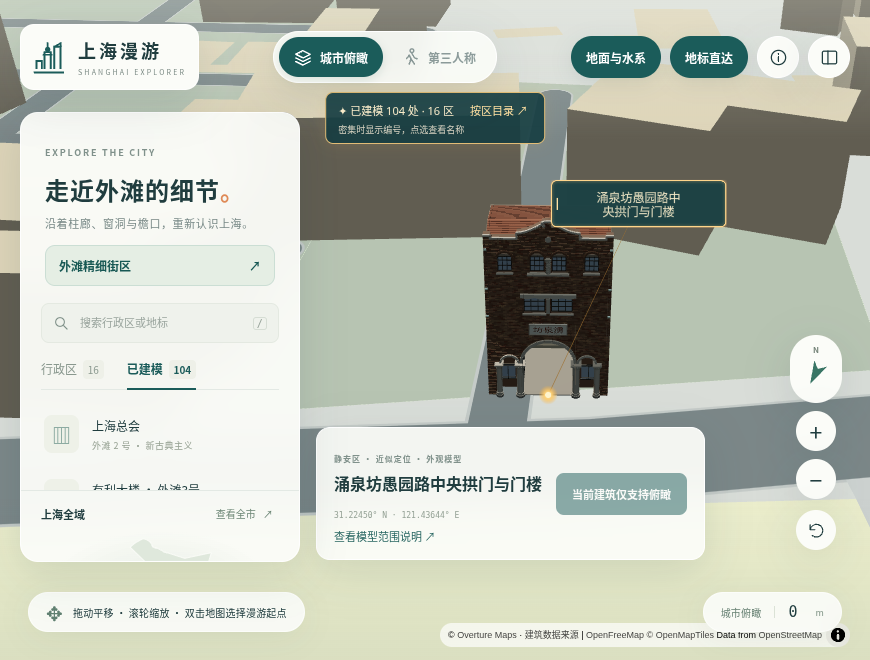 上海漫游
SHANGHAI EXPLORER
城市俯瞰
第三人称
地面与水系
地标直达
✦ 已建模 104 处 · 16 区 按区目录 ↗
密集时显示编号，点选查看名称
EXPLORE THE CITY
走近外滩的细节。
沿着柱廊、窗洞与檐口，重新认识上海。
外滩精细街区 ↗
搜索行政区或地标 /
行政区 16
已建模 104
上海总会
外滩 2 号 · 新古典主义
有利大楼 · 外滩3号
上海全域
查看全市 ↗
涌泉坊愚园路中
央拱门与门楼
坊泉湧
静安区 · 近似定位 · 外观模型
涌泉坊愚园路中央拱门与门楼
当前建筑仅支持俯瞰
31.22450° N · 121.43644° E
查看模型范围说明 ↗
N
+
−
拖动平移 · 滚轮缩放 · 双击地图选择漫游起点
城市俯瞰 0 m
© Overture Maps · 建筑数据来源 | OpenFreeMap © OpenMapTiles Data from OpenStreetMap